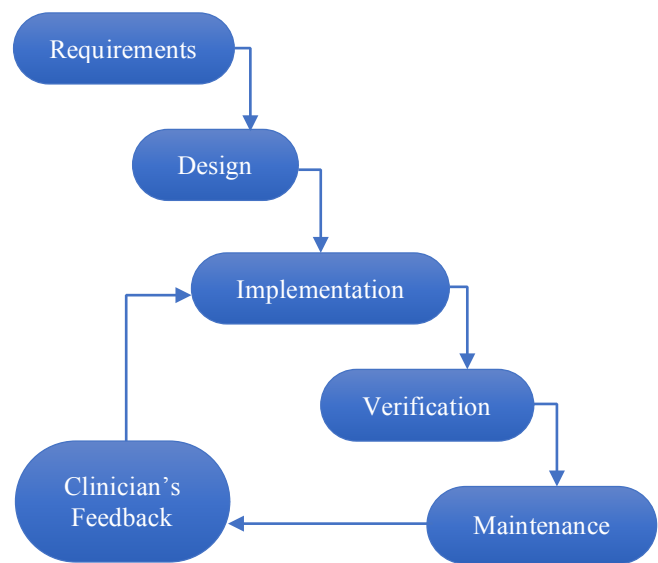 Requirements
Design
Implementation
Verification
Clinician’s
Feedback
Maintenance